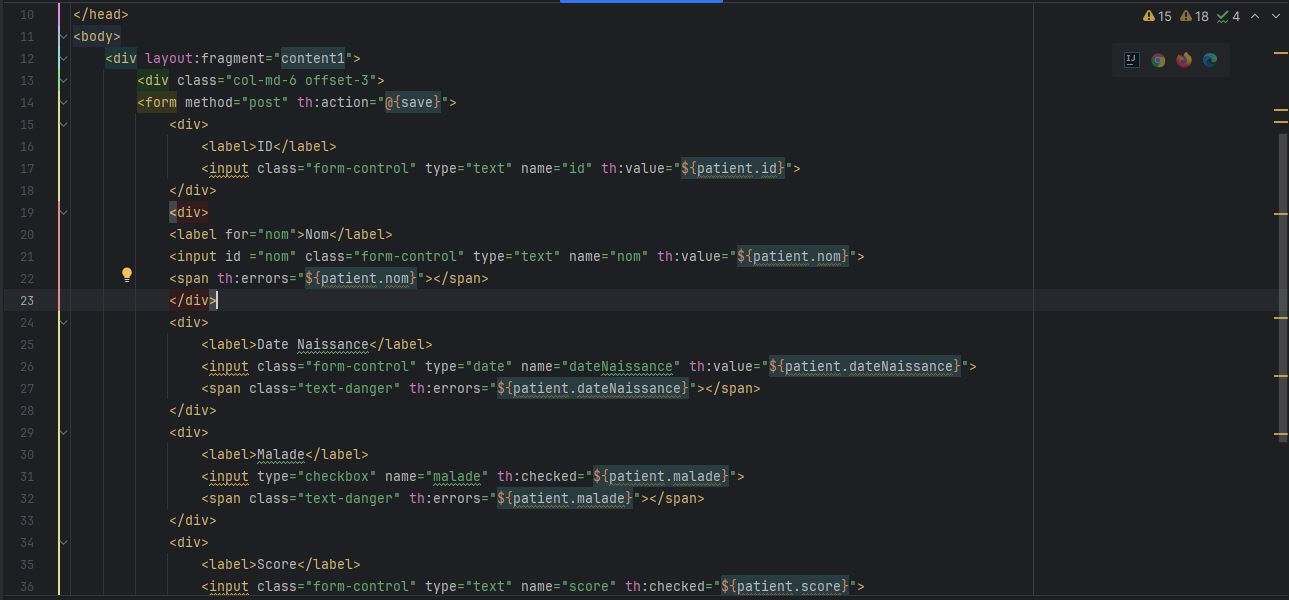 15 18 4
10 </head>
11 <body>
12 <div layout:fragment="content1">
13 <div class="col-md-6 offset-3">
14 <form method="post" th:action="@{save}">
15 <div>
16 <label>ID</label>
17 <input class="form-control" type="text" name="id" th:value="${patient.id}">
18 </div>
19 <div>
20 <label for="nom">Nom</label>
21 <input id ="nom" class="form-control" type="text" name="nom" th:value="${patient.nom}">
22 <span th:errors="${patient.nom}"></span>
23 </div>
24 <div>
25 <label>Date Naissance</label>
26 <input class="form-control" type="date" name="dateNaissance" th:value="${patient.dateNaissance}">
27 <span class="text-danger" th:errors="${patient.dateNaissance}"></span>
28 </div>
29 <div>
30 <label>Malade</label>
31 <input type="checkbox" name="malade" th:checked="${patient.malade}">
32 <span class="text-danger" th:errors="${patient.malade}"></span>
33 </div>
34 <div>
35 <label>Score</label>
36 <input class="form-control" type="text" name="score" th:checked="${patient.score}">